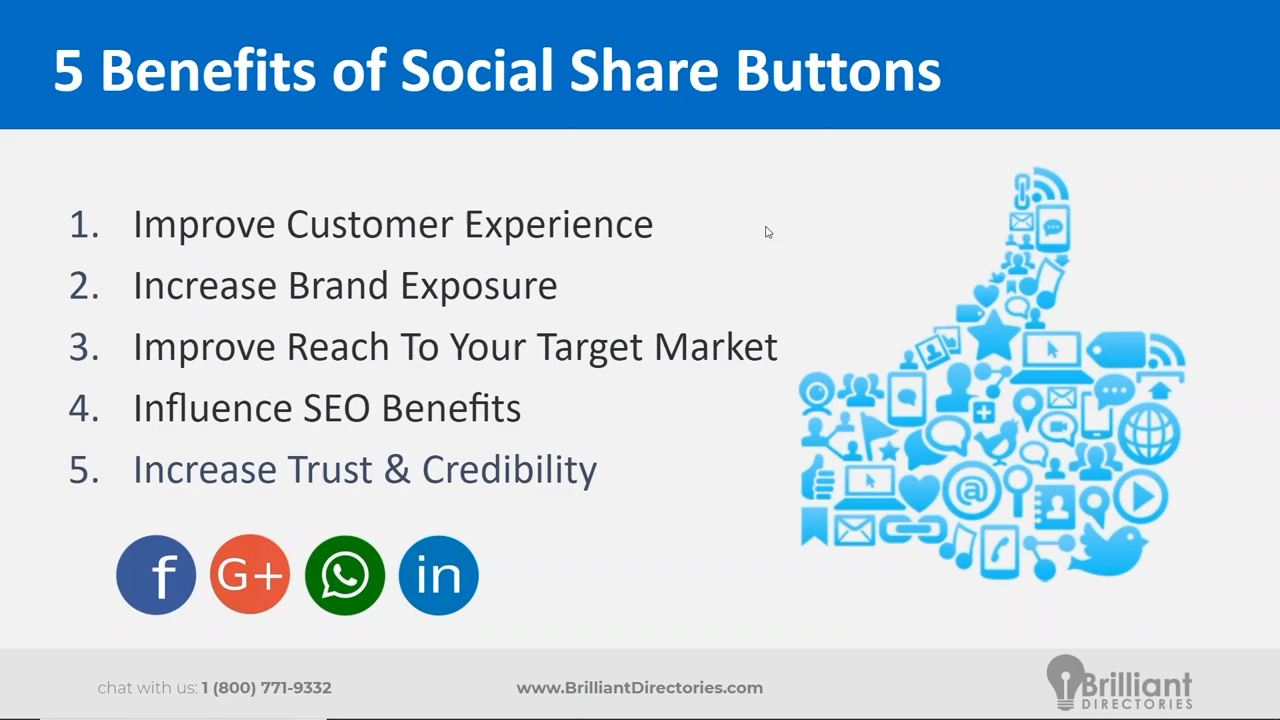 5 Benefits of Social Share Buttons
1. Improve Customer Experience
2. Increase Brand Exposure
3. Improve Reach To Your Target Market
4. Influence SEO Benefits
5. Increase Trust & Credibility
f G+ in
@
chat with us: 1 (800) 771-9332
www.BrilliantDirectories.com
Brilliant
DIRECTORIES